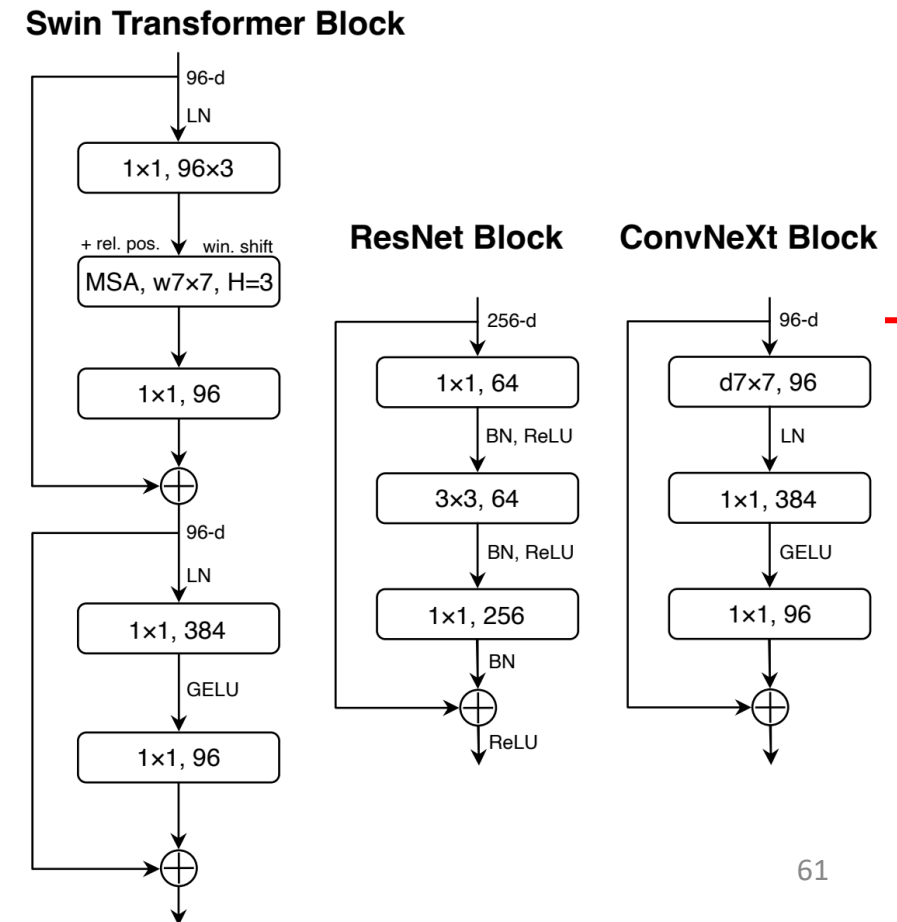 Swin Transformer Block
96-d
LN
1×1, 96×3
+ rel. pos. win. shift
MSA, w7×7, H=3
1×1, 96
96-d
LN
1×1, 384
GELU
1×1, 96
ResNet Block
256-d
1×1, 64
BN, ReLU
3×3, 64
BN, ReLU
1×1, 256
BN
ReLU
ConvNeXt Block
96-d
d7×7, 96
LN
1×1, 384
GELU
1×1, 96
61